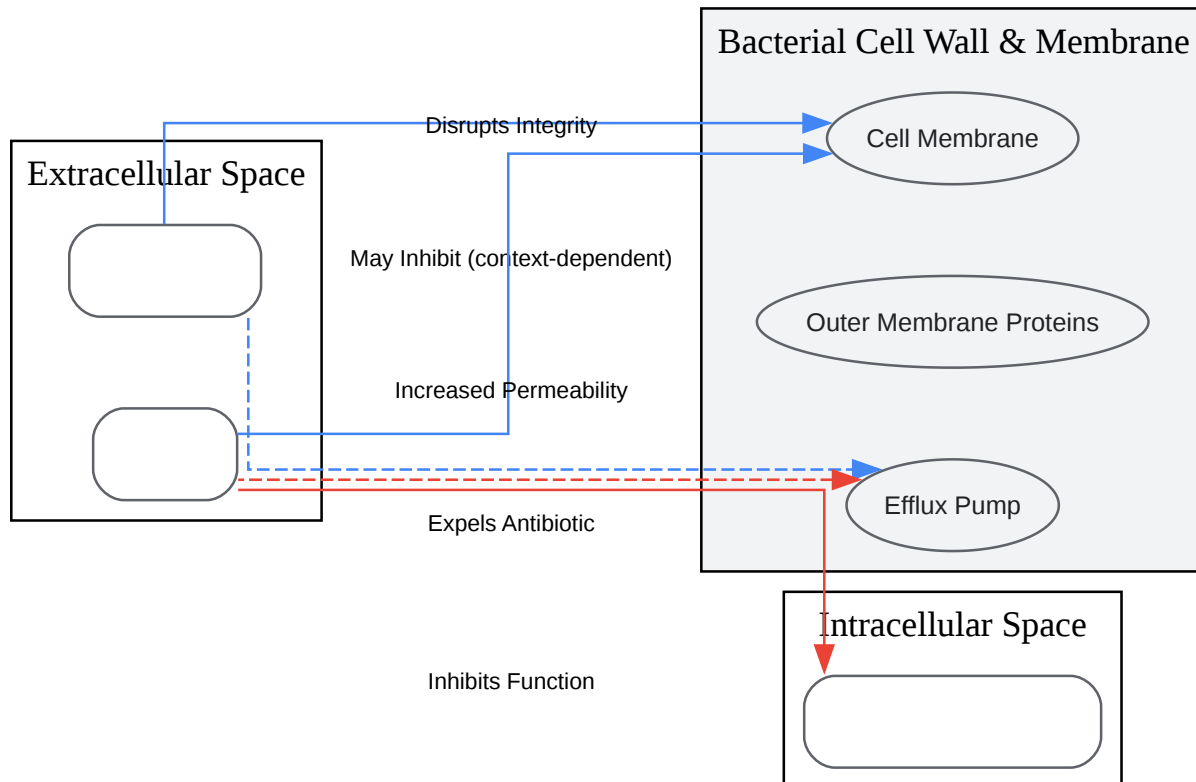 Bacterial Cell Wall & Membrane
Disrupts Integrity
Cell Membrane
Extracellular Space
May Inhibit (context-dependent)
Outer Membrane Proteins
Increased Permeability
Efflux Pump
Expels Antibiotic
Intracellular Space
Inhibits Function